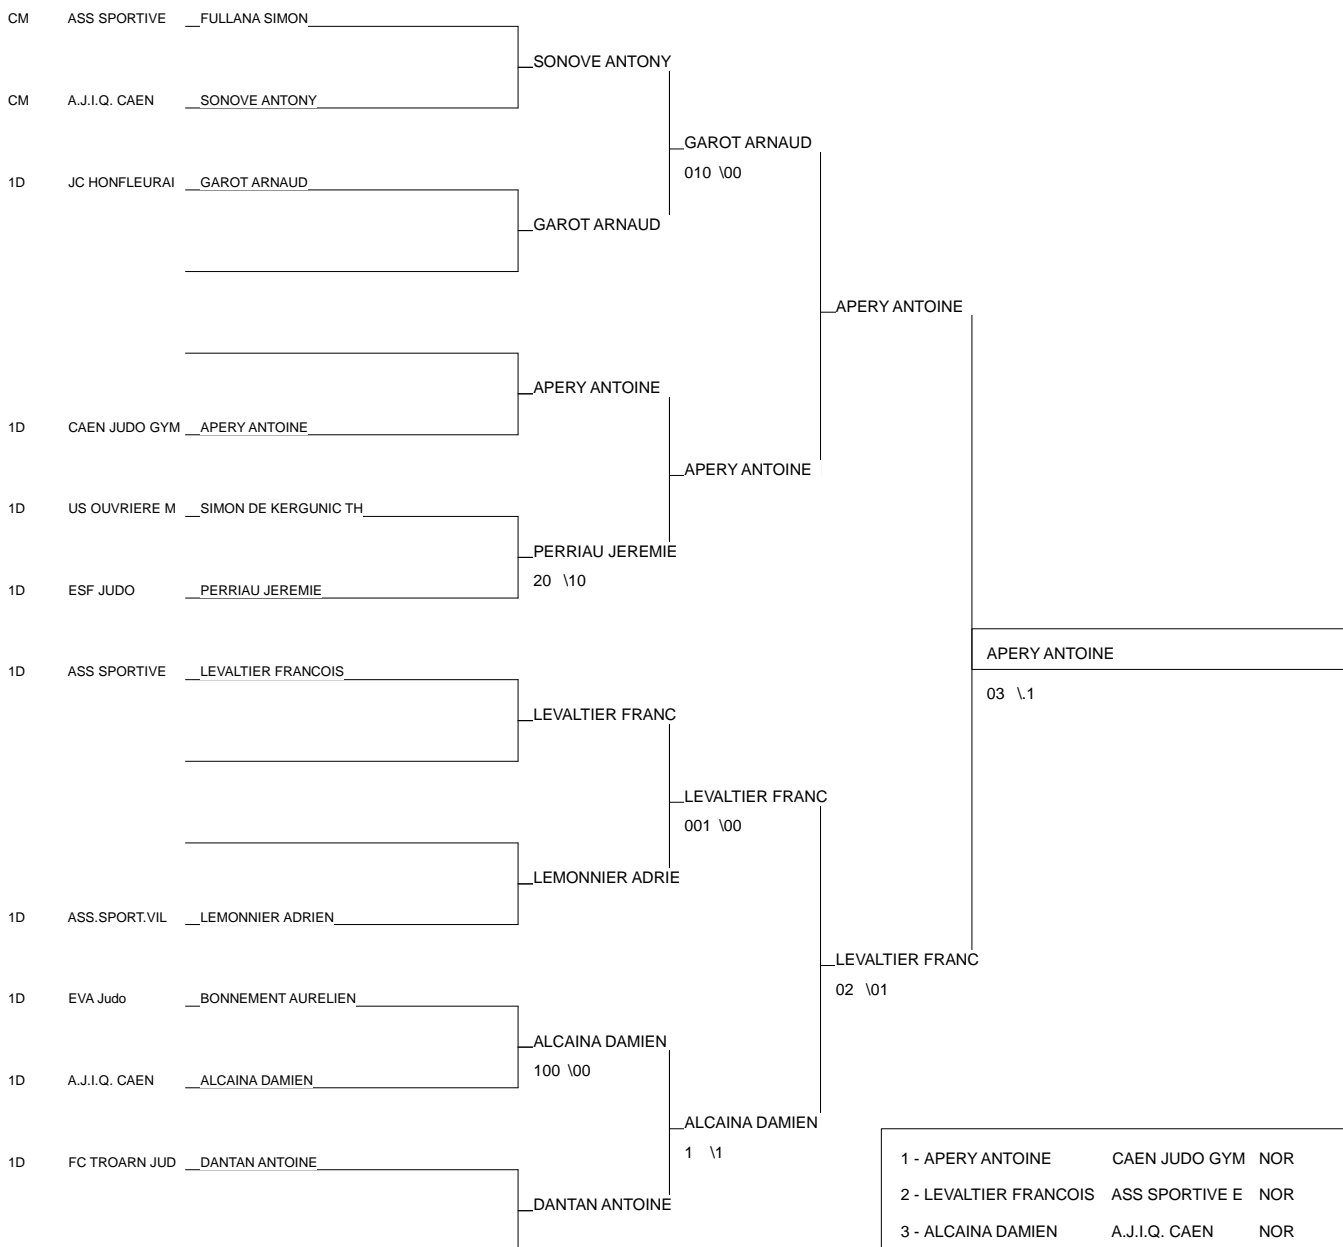 CM ASS SPORTIVE FULLANA SIMON
SONOVE ANTONY
CM A.J.I.Q. CAEN SONOVE ANTONY
GAROT ARNAUD
010 \00
1D JC HONFLEURAI GAROT ARNAUD
GAROT ARNAUD
APERY ANTOINE
APERY ANTOINE
1D CAEN JUDO GYM APERY ANTOINE
APERY ANTOINE
1D US OUVRIERE M SIMON DE KERGUNIC TH
PERRIAU JEREMIE
20 \10
1D ESF JUDO PERRIAU JEREMIE
APERY ANTOINE
03 \.1
1D ASS SPORTIVE LEVALTIER FRANCOIS
LEVALTIER FRANC
LEVALTIER FRANC
001 \00
LEMONNIER ADRIE
1D ASS.SPORT.VIL LEMONNIER ADRIEN
LEVALTIER FRANC
02 \01
1D EVA Judo BONNEMENT AURELIEN
ALCAINA DAMIEN
100 \00
1D A.J.I.Q. CAEN ALCAINA DAMIEN
ALCAINA DAMIEN
1 \1
1D FC TROARN JUD DANTAN ANTOINE
DANTAN ANTOINE
1 - APERY ANTOINE CAEN JUDO GYM NOR
2 - LEVALTIER FRANCOIS ASS SPORTIVE E NOR
3 - ALCAINA DAMIEN A.J.I.Q. CAEN NOR